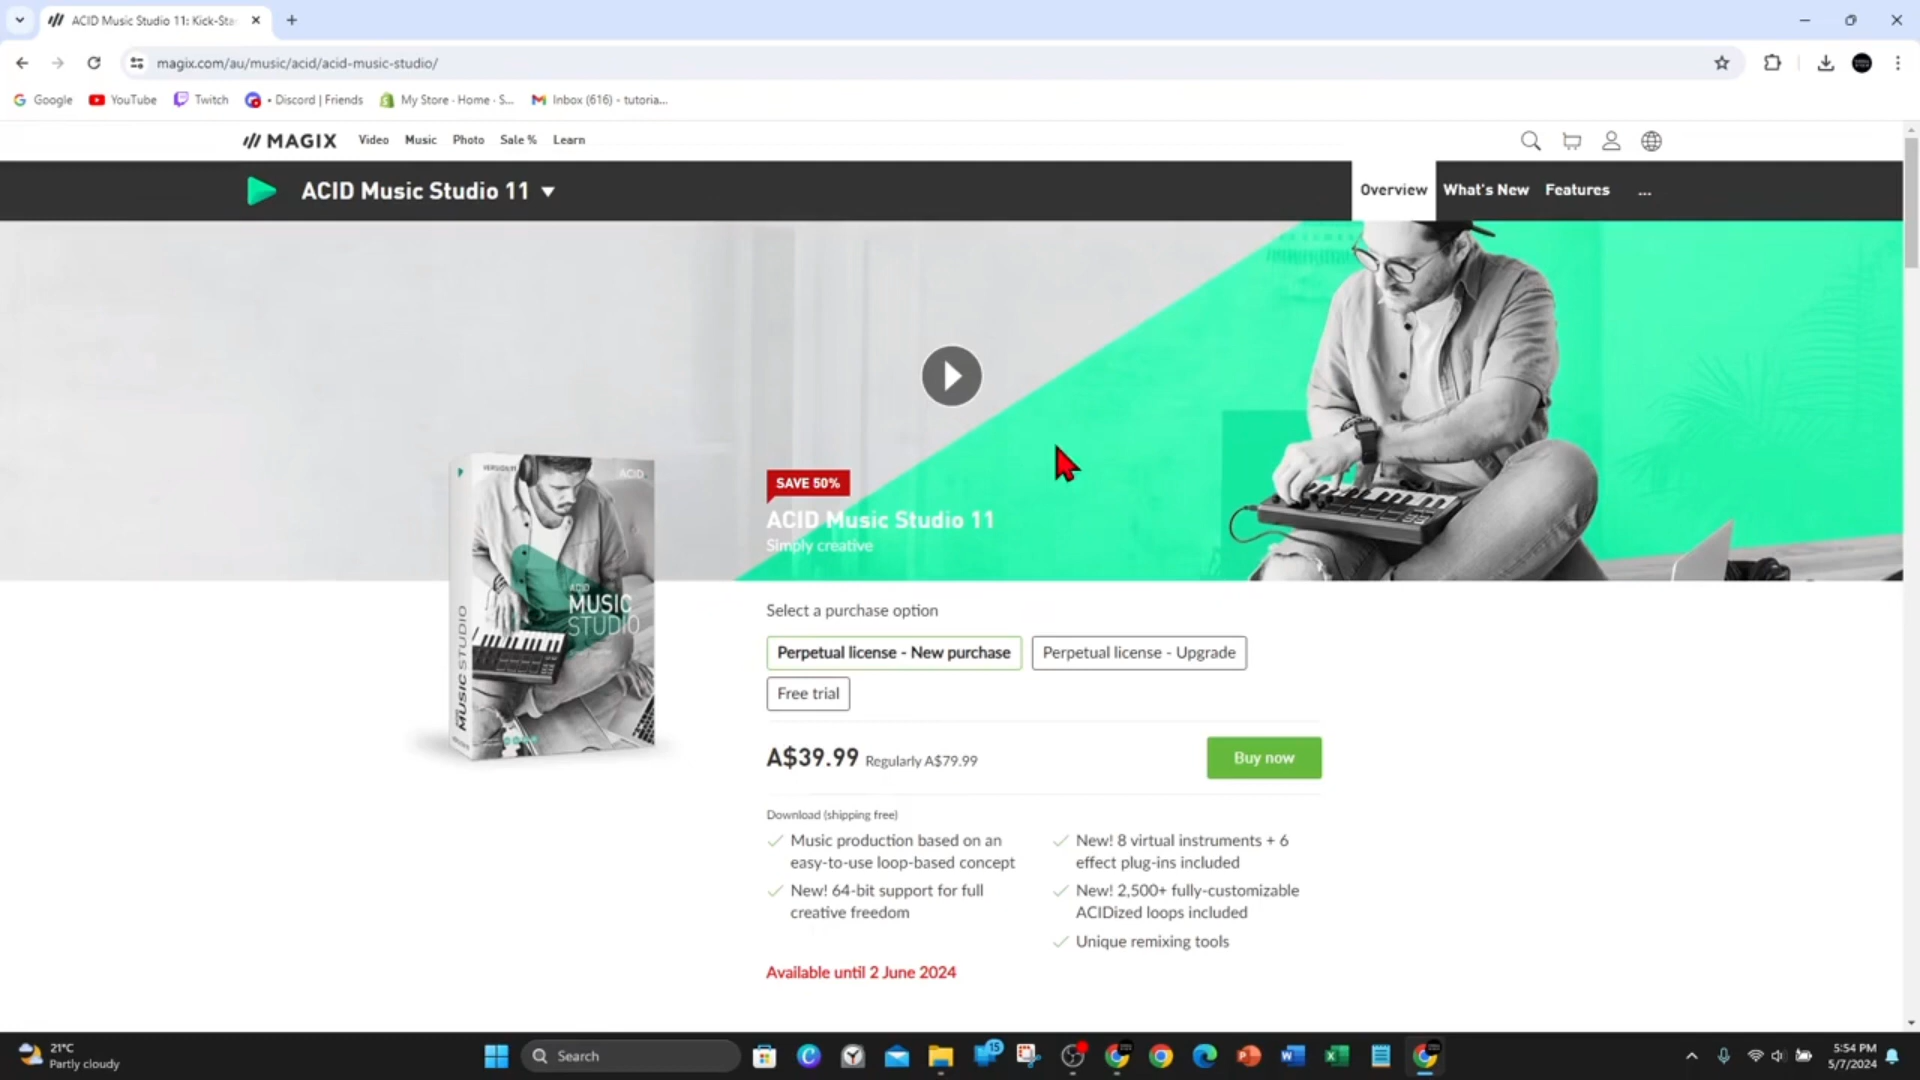 ACID Music Studio 11: Kick-Sta
magix.com/au/music/acid/acid-music-studio/
Google
YouTube
Twitch
• Discord | Friends
My Store · Home · S...
Inbox (616) - tutoria...
MAGIX
Video
Music
Photo
Sale %
Learn
ACID Music Studio 11
Overview
What's New
Features
...
SAVE 50%
ACID Music Studio 11
Simply creative
ACID
ACID
MUSIC
STUDIO
MUSIC STUDIO
Select a purchase option
Perpetual license - New purchase
Perpetual license - Upgrade
Free trial
A$39.99 Regularly A$79.99
Buy now
Download (shipping free)
Music production based on an
easy-to-use loop-based concept
New! 64-bit support for full
creative freedom
New! 8 virtual instruments + 6
effect plug-ins included
New! 2,500+ fully-customizable
ACIDized loops included
Unique remixing tools
Available until 2 June 2024
21°C
Partly cloudy
Search
15
5:54 PM
5/7/2024